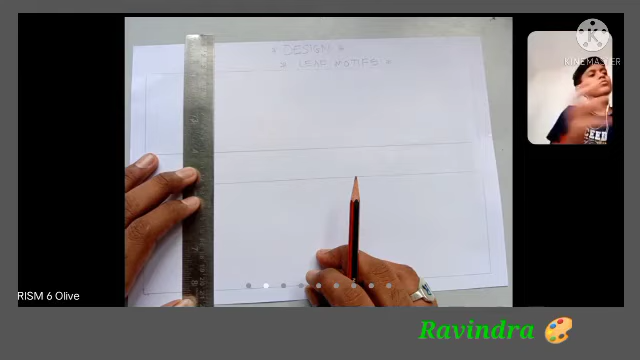 KINEMASTER
* DESIGN *
* LEAF MOTIFS *
RISM 6 Olive
Ravindra